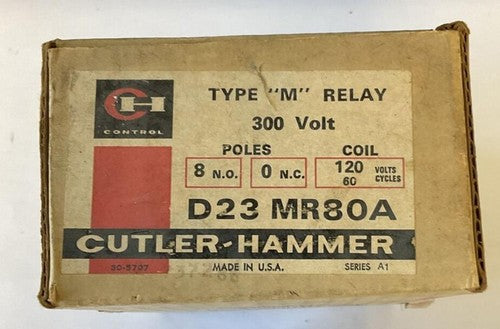 CH
CONTROL
TYPE "M" RELAY
300 Volt
POLES COIL
8 N.O. 0 N.C. 120 VOLTS
60 CYCLES
D23 MR80A
CUTLER-HAMMER
80-5707 MADE IN U.S.A. SERIES A1